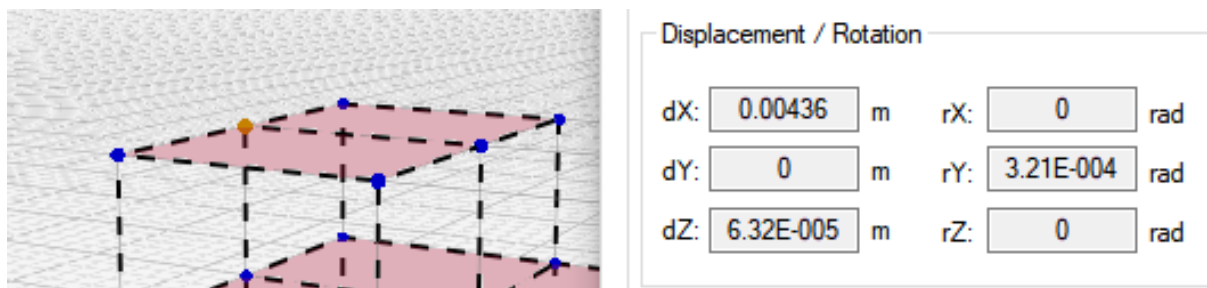 Displacement / Rotation
dX: 0.00436 m rX: 0 rad
dY: 0 m rY: 3.21E-004 rad
dZ: 6.32E-005 m rZ: 0 rad